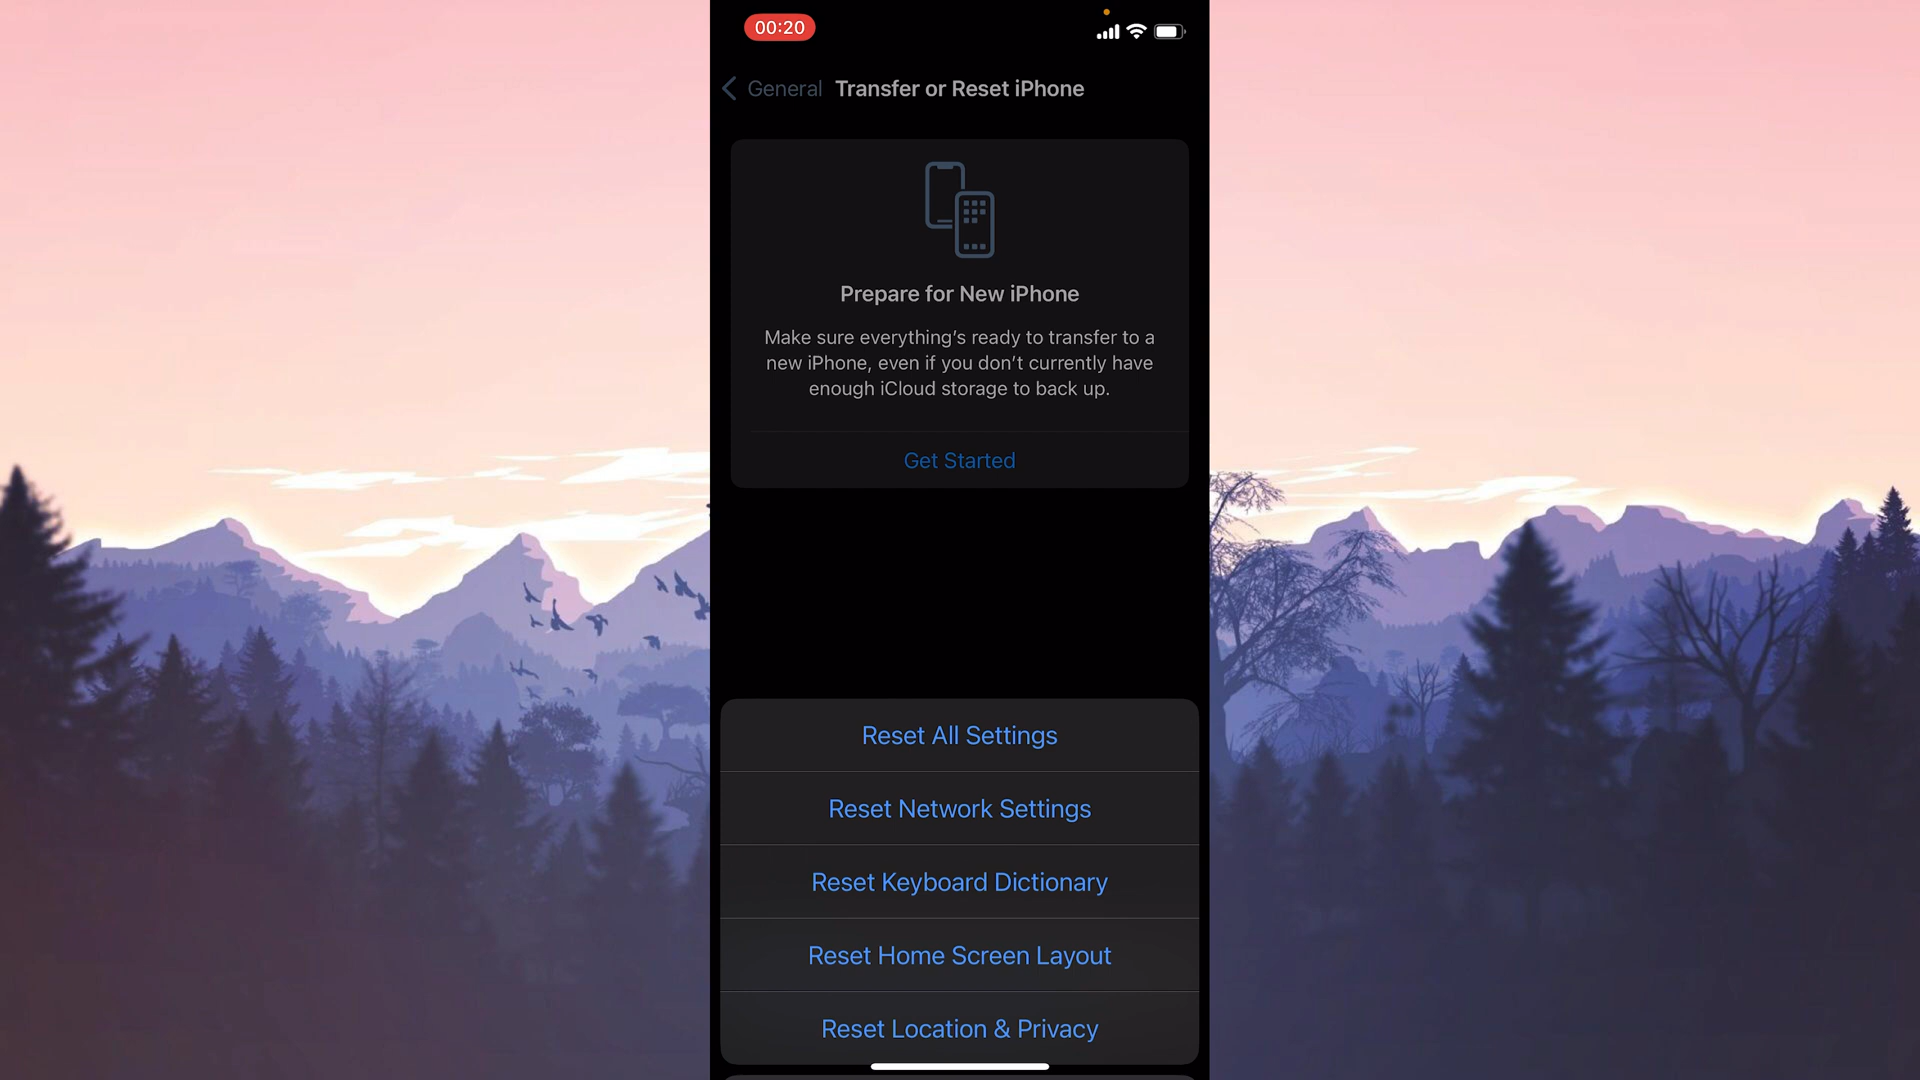 00:20
General Transfer or Reset iPhone
Prepare for New iPhone
Make sure everything’s ready to transfer to a
new iPhone, even if you don’t currently have
enough iCloud storage to back up.
Get Started
Reset All Settings
Reset Network Settings
Reset Keyboard Dictionary
Reset Home Screen Layout
Reset Location & Privacy